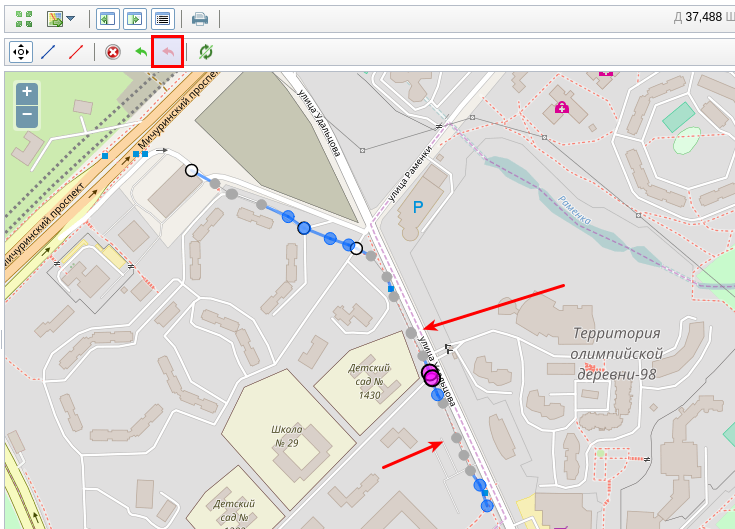 Д 37,488 Ш
+
−
Мичуринский проспект
улица Удальцова
улица Раменки
P
Раменка
Мичуринский проспект
Территория
олимпийской
деревни-98
улица Удальцова
Детский
сад №
1430
Школа
№ 29
Детский
сад №